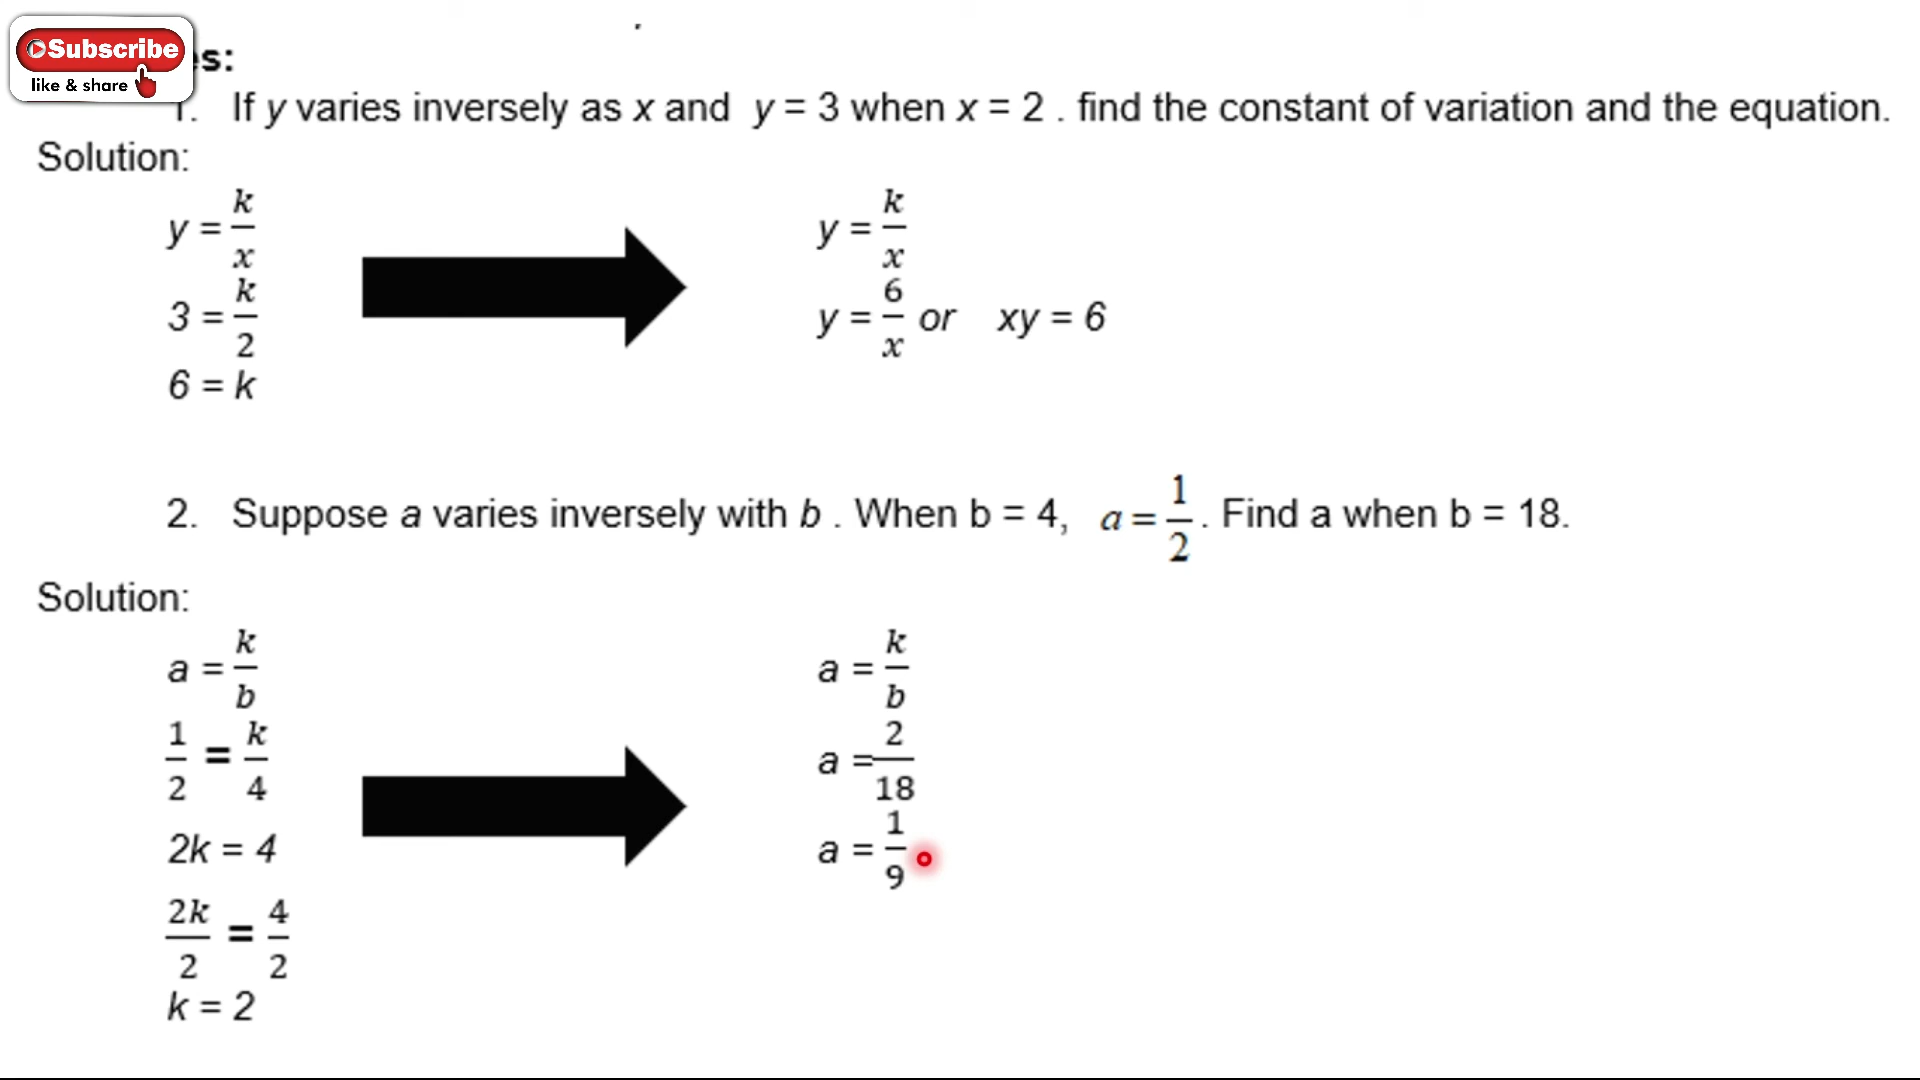 Subscribe
like & share
es:
1. If y varies inversely as x and y = 3 when x = 2 . find the constant of variation and the equation.
Solution:
y = k/x
3 = k/2
6 = k
y = k/x
y = 6/x or xy = 6
2. Suppose a varies inversely with b . When b = 4, a = 1/2 . Find a when b = 18.
Solution:
a = k/b
1/2 = k/4
2k = 4
2k/2 = 4/2
k = 2
a = k/b
a = 2/18
a = 1/9